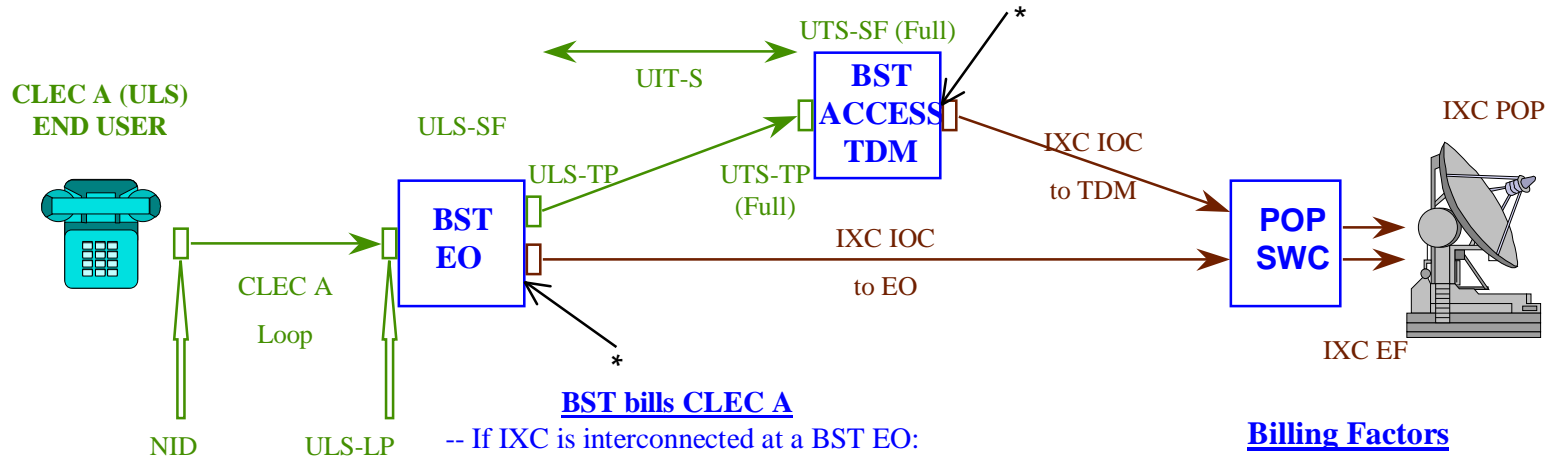 *
UTS-SF (Full)
UIT-S
BST
ACCESS
TDM
CLEC A (ULS)
END USER
IXC POP
ULS-SF
IXC IOC
to TDM
ULS-TP
UTS-TP
(Full)
BST
EO
POP
SWC
IXC IOC
to EO
CLEC A
Loop
IXC EF
*
BST bills CLEC A
NID
ULS-LP
-- If IXC is interconnected at a BST EO:
Billing Factors